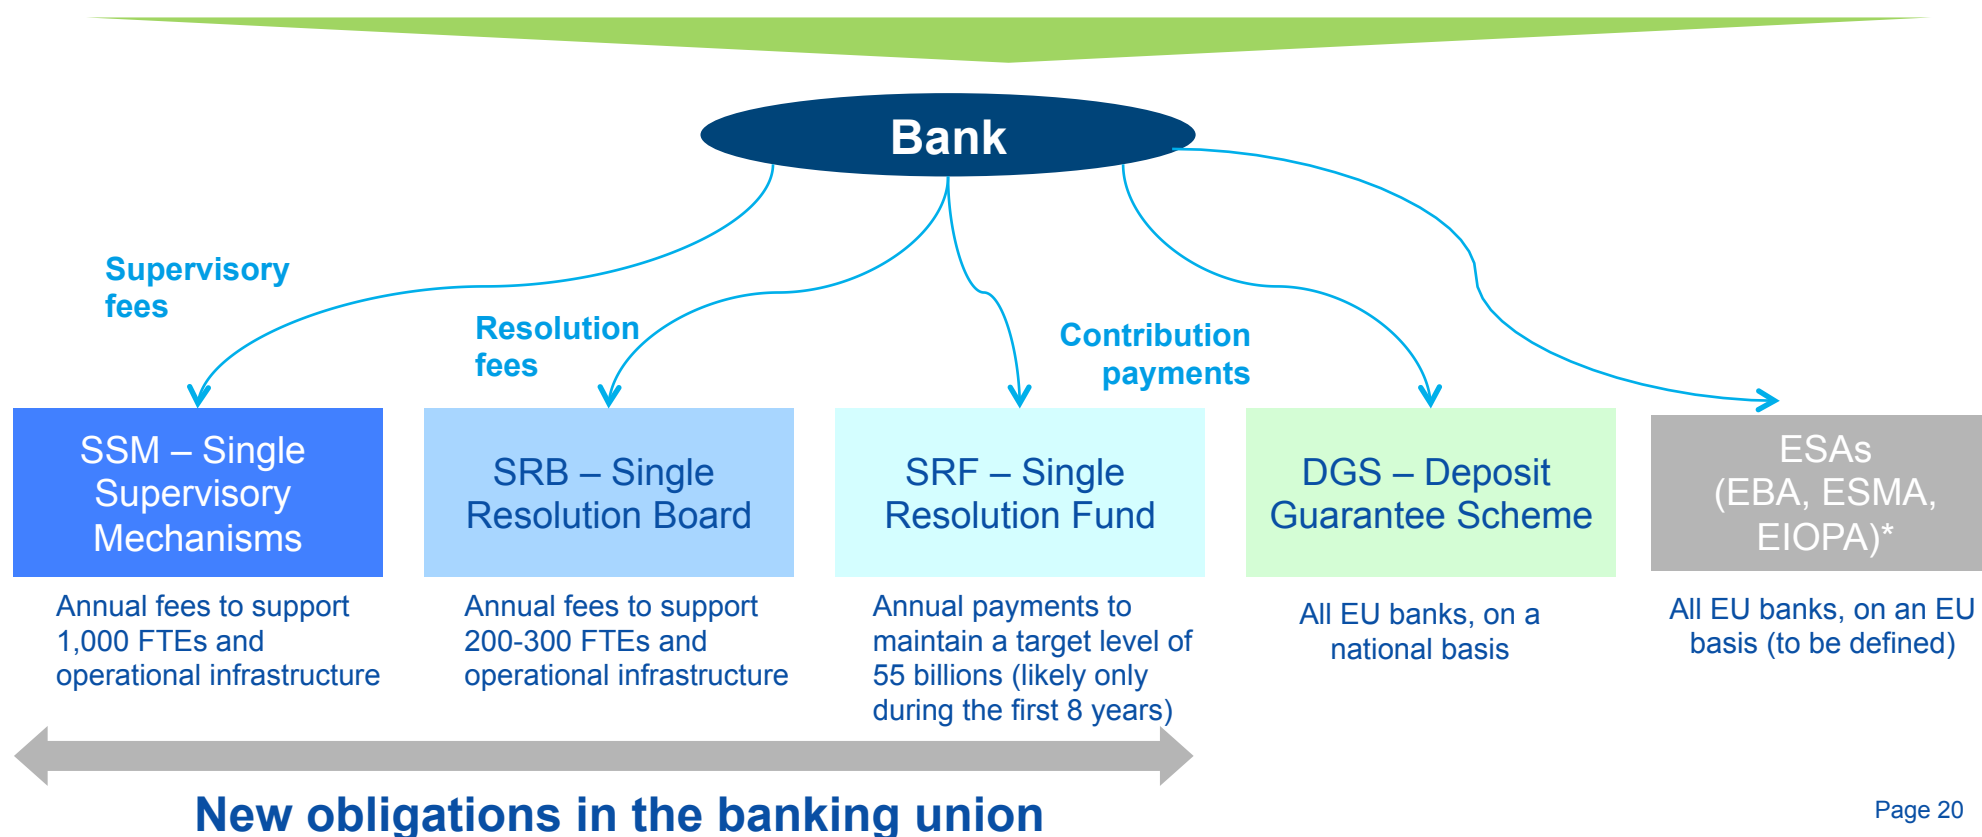 Bank
Supervisory
fees
Resolution
fees
Contribution
payments
SSM – Single
Supervisory
Mechanisms
SRB – Single
Resolution Board
SRF – Single
Resolution Fund
DGS – Deposit
Guarantee Scheme
ESAs
(EBA, ESMA,
EIOPA)*
Annual fees to support
1,000 FTEs and
operational infrastructure
Annual fees to support
200-300 FTEs and
operational infrastructure
Annual payments to
maintain a target level of
55 billions (likely only
during the first 8 years)
All EU banks, on a
national basis
All EU banks, on an EU
basis (to be defined)
New obligations in the banking union
Page 20